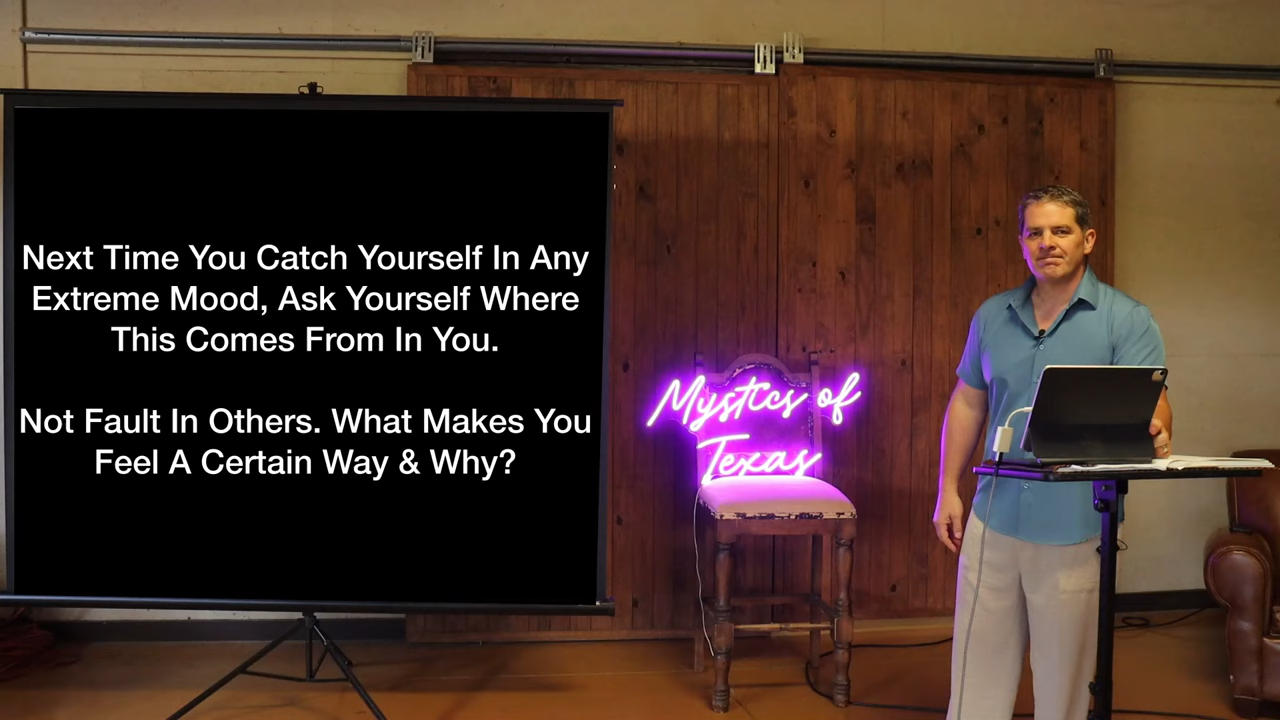 Next Time You Catch Yourself In Any
Extreme Mood, Ask Yourself Where
This Comes From In You.
Not Fault In Others. What Makes You
Feel A Certain Way & Why?
Mystics of
Texas